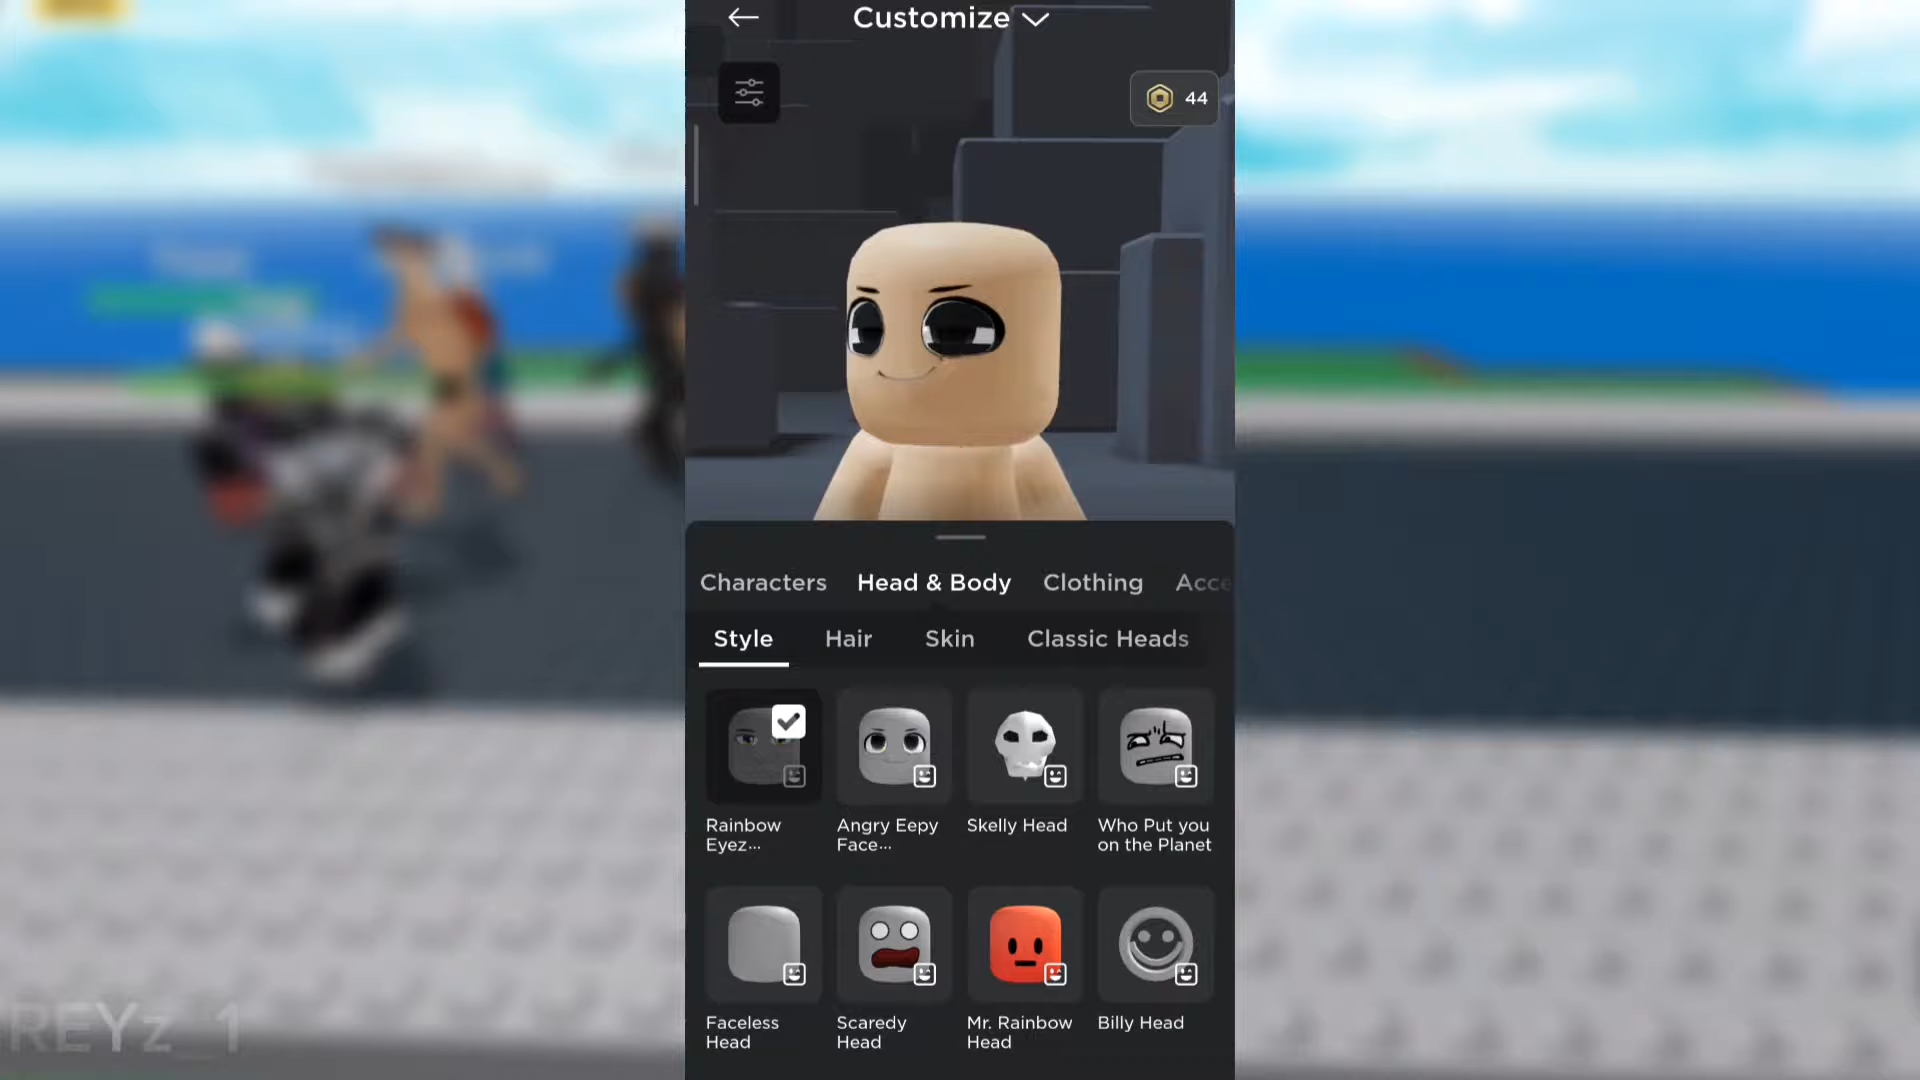 Customize
44
Characters Head & Body Clothing Acce
Style Hair Skin Classic Heads
Rainbow Eyez...
Angry Eepy Face...
Skelly Head
Who Put you on the Planet
Faceless Head
Scaredy Head
Mr. Rainbow Head
Billy Head
REYz_1